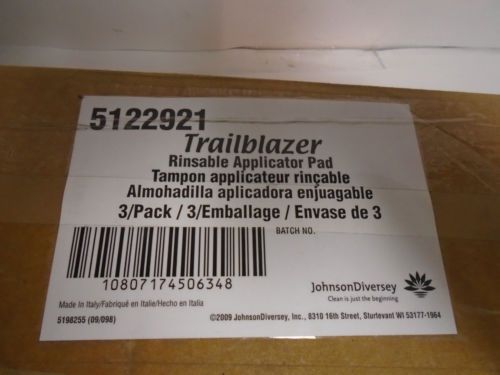 5122921
Trailblazer
Rinsable Applicator Pad
Tampon applicateur rinçable
Almohadilla aplicadora enjuagable
3/Pack / 3/Emballage / Envase de 3
BATCH NO.
10807174506348
JohnsonDiversey
Clean is just the beginning
Made in Italy/Fabriqué en Italie/Hecho en Italia
5198255 (09/098)
©2009 JohnsonDiversey, Inc., 8310 16th Street, Sturtevant WI 53177-1964